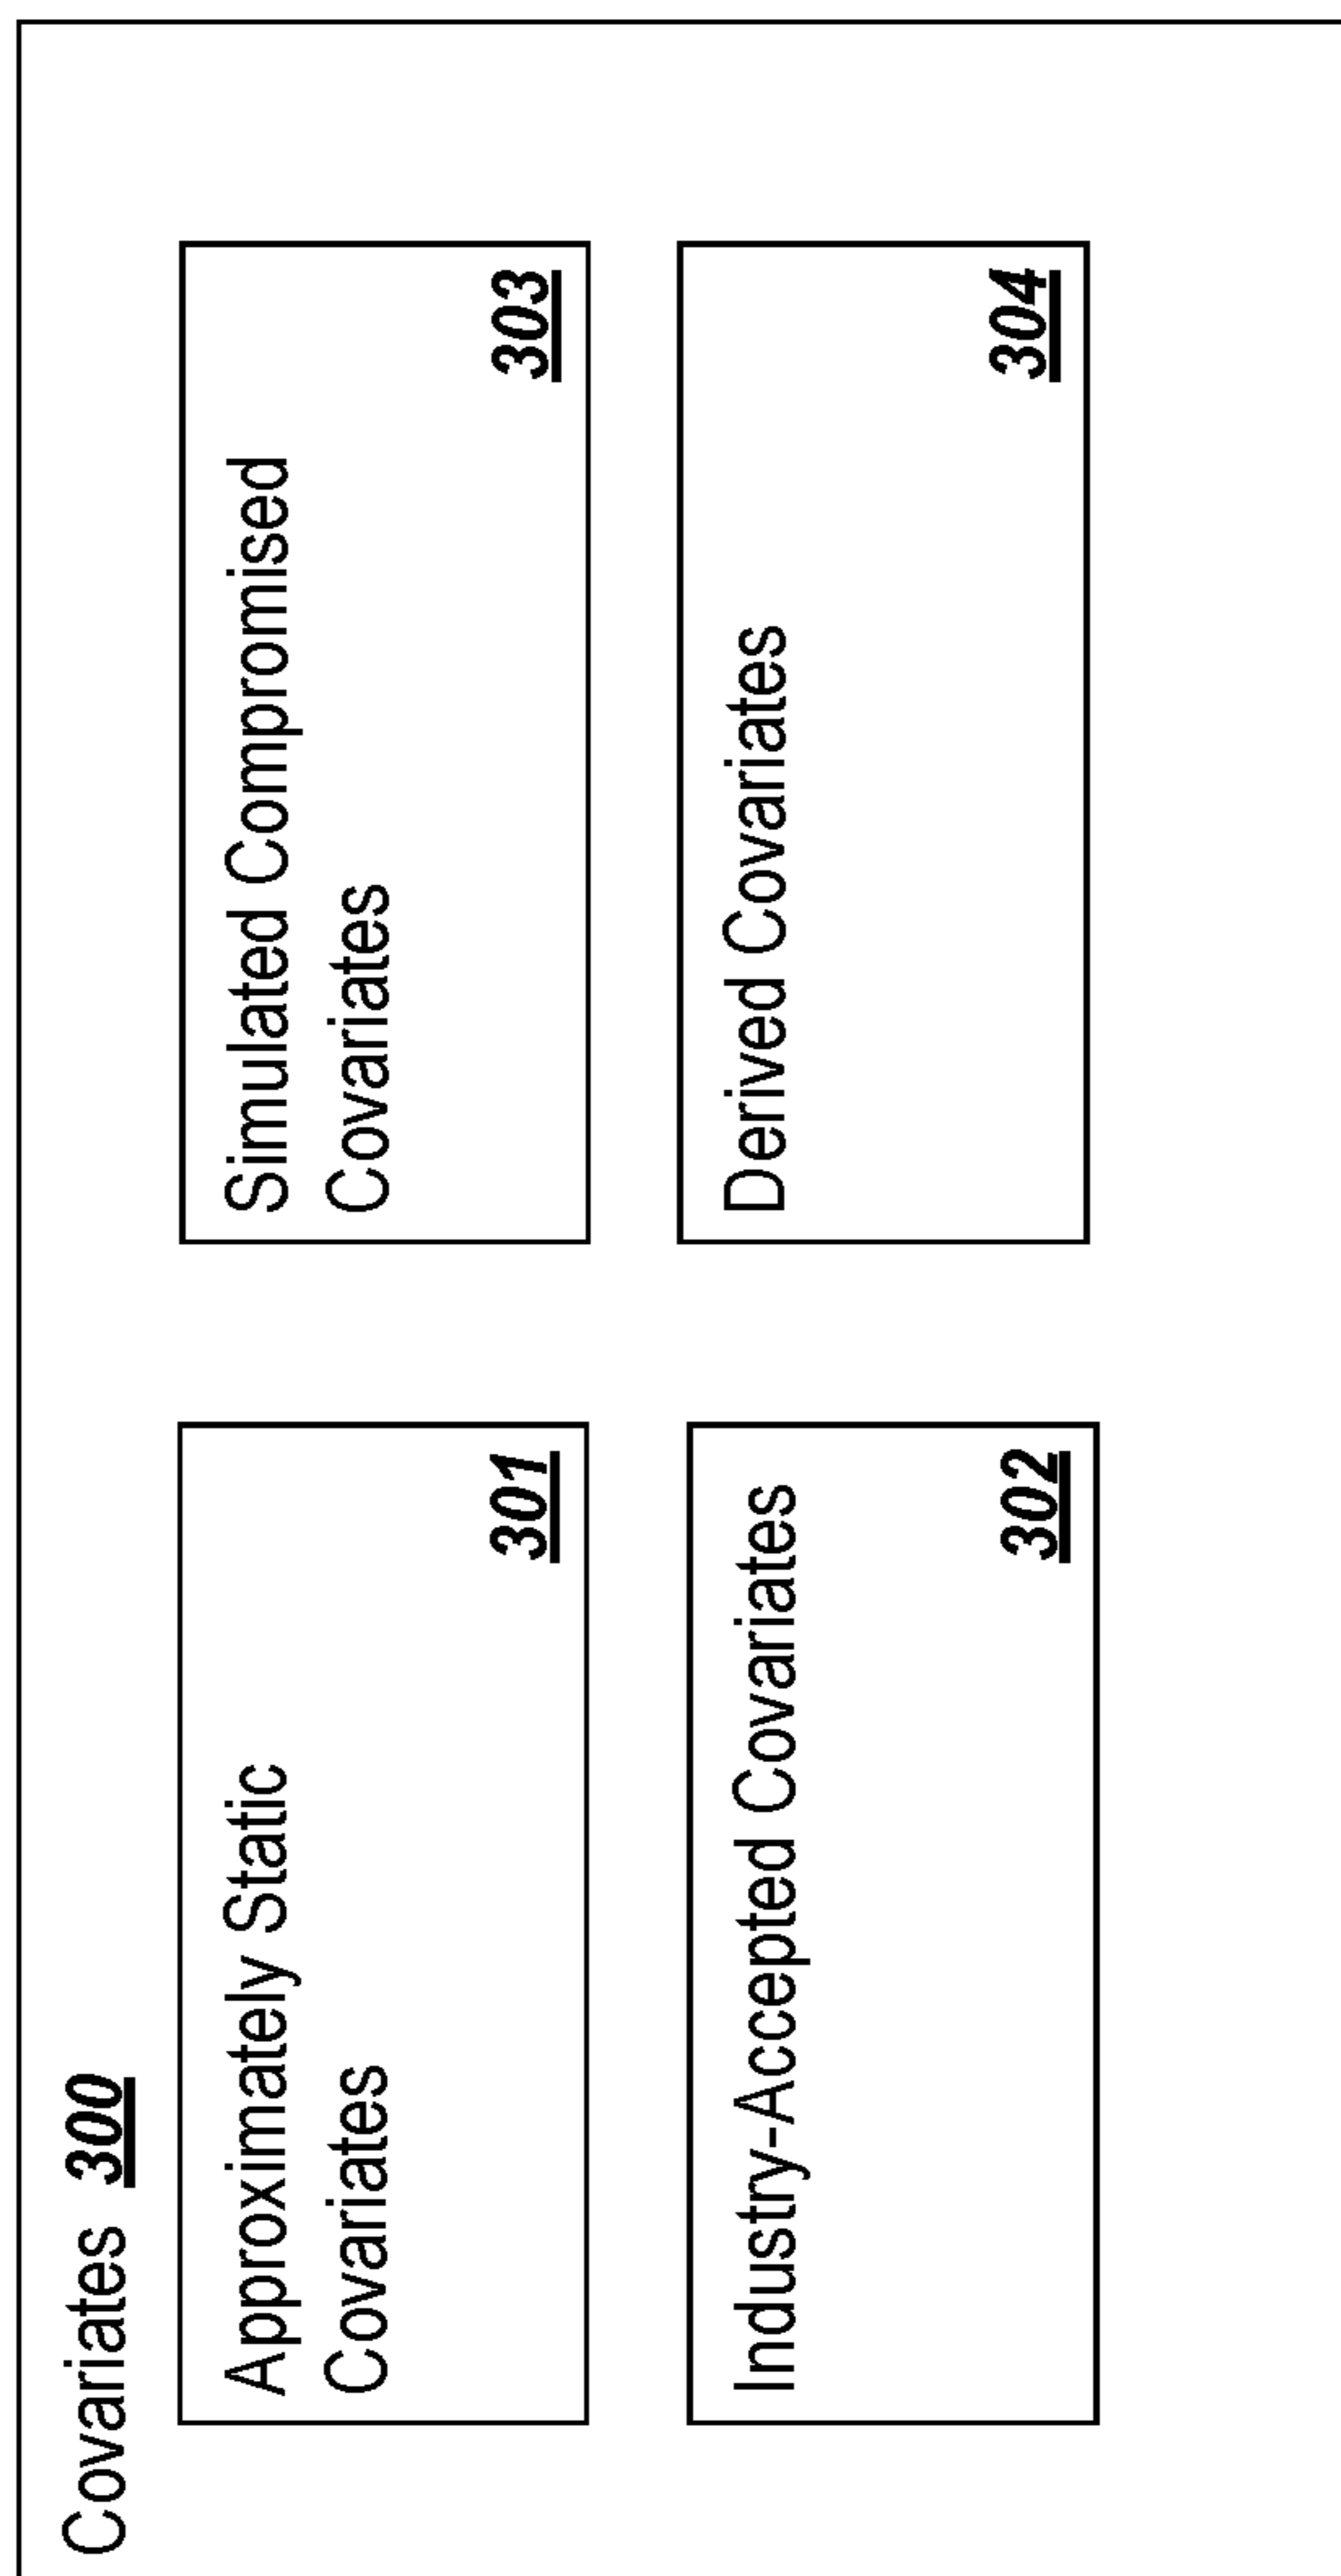 Covariates 300
Approximately Static
Covariates
301
Simulated Compromised
Covariates
303
Industry-Accepted Covariates
302
Derived Covariates
304